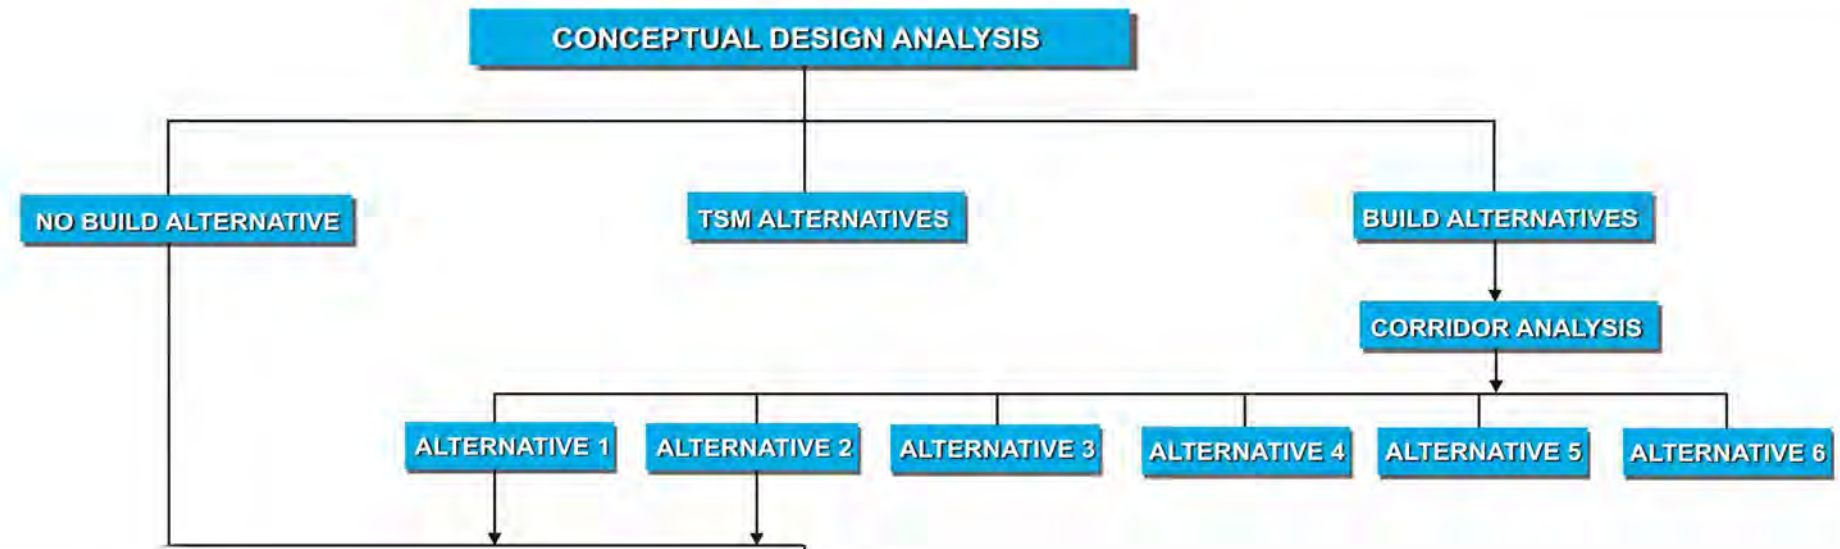 CONCEPTUAL DESIGN ANALYSIS
NO BUILD ALTERNATIVE
TSM ALTERNATIVES
BUILD ALTERNATIVES
CORRIDOR ANALYSIS
ALTERNATIVE 1
ALTERNATIVE 2
ALTERNATIVE 3
ALTERNATIVE 4
ALTERNATIVE 5
ALTERNATIVE 6